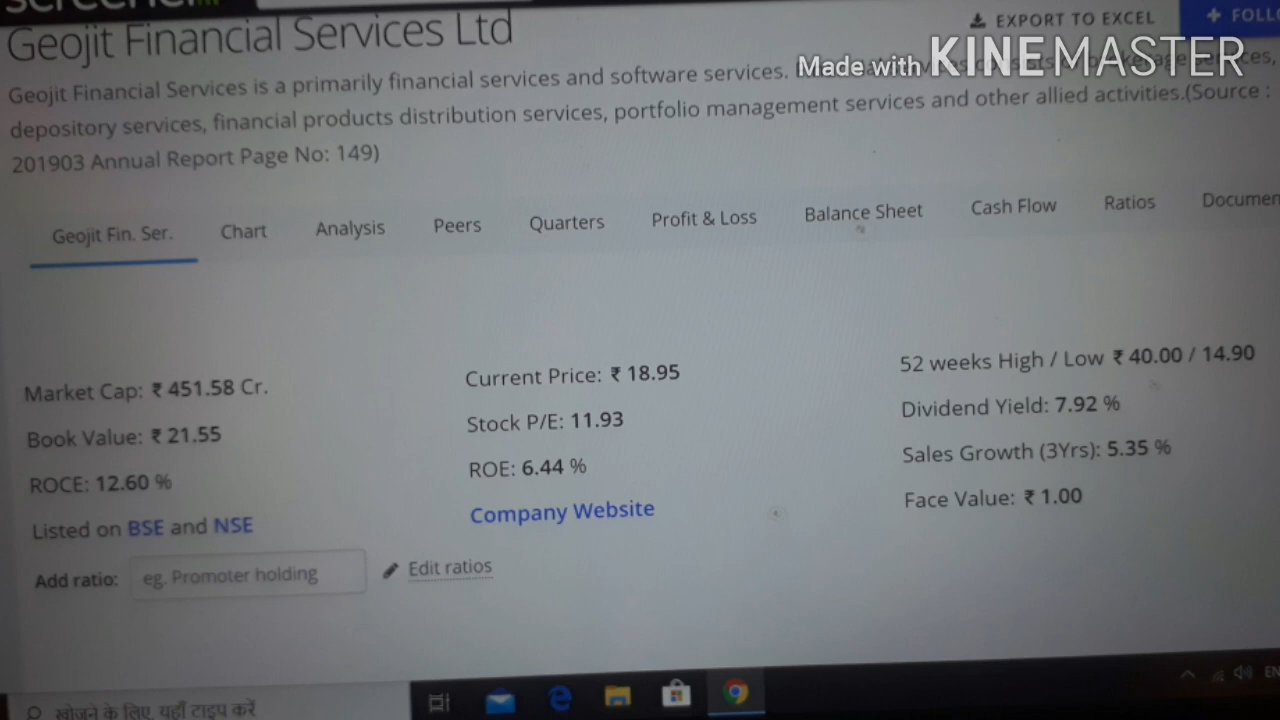 Geojit Financial Services Ltd
EXPORT TO EXCEL
Made with KINEMASTER
Geojit Financial Services is a primarily financial services and software services.
depository services, financial products distribution services, portfolio management services and other allied activities.(Source :
201903 Annual Report Page No: 149)
Geojit Fin. Ser. Chart Analysis Peers Quarters Profit & Loss Balance Sheet Cash Flow Ratios
Market Cap: ₹ 451.58 Cr. Current Price: ₹ 18.95 52 weeks High / Low ₹ 40.00 / 14.90
Book Value: ₹ 21.55 Stock P/E: 11.93 Dividend Yield: 7.92 %
ROCE: 12.60 % ROE: 6.44 % Sales Growth (3Yrs): 5.35 %
Listed on BSE and NSE Company Website Face Value: ₹ 1.00
Add ratio: eg. Promoter holding Edit ratios
खोजने के लिए यहाँ टाइप करें
EN